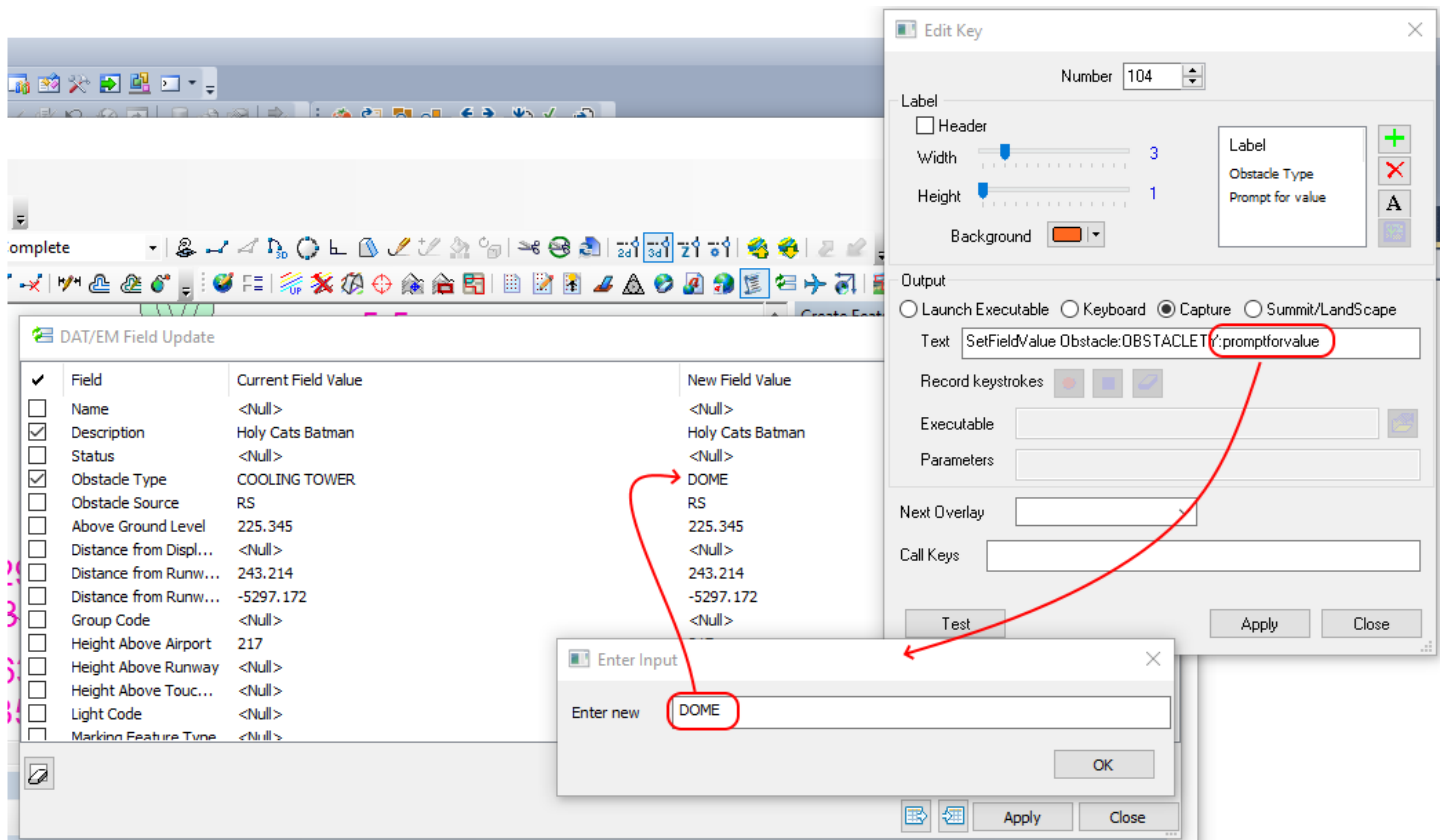 Edit Key
Number 104
Label
Header
Width 3
Height 1
Background
Label
Obstacle Type
Prompt for value
A
Output
Launch Executable Keyboard Capture Summit/LandScape
Text SetFieldValue Obstacle:OBSTACLETY:promptforvalue
Record keystrokes
Executable
Parameters
Next Overlay
Call Keys
Test Apply Close
omplete
DAT/EM Field Update
Field Current Field Value New Field Value
Name <Null> <Null>
Description Holy Cats Batman Holy Cats Batman
Status <Null> <Null>
Obstacle Type COOLING TOWER DOME
Obstacle Source RS RS
Above Ground Level 225.345 225.345
Distance from Displ... <Null> <Null>
Distance from Runw... 243.214 243.214
Distance from Runw... -5297.172 -5297.172
Group Code <Null> <Null>
Height Above Airport 217
Height Above Runway <Null>
Height Above Touc... <Null>
Light Code <Null>
Marking Feature Type <Null>
Enter Input
Enter new DOME
OK
Apply Close